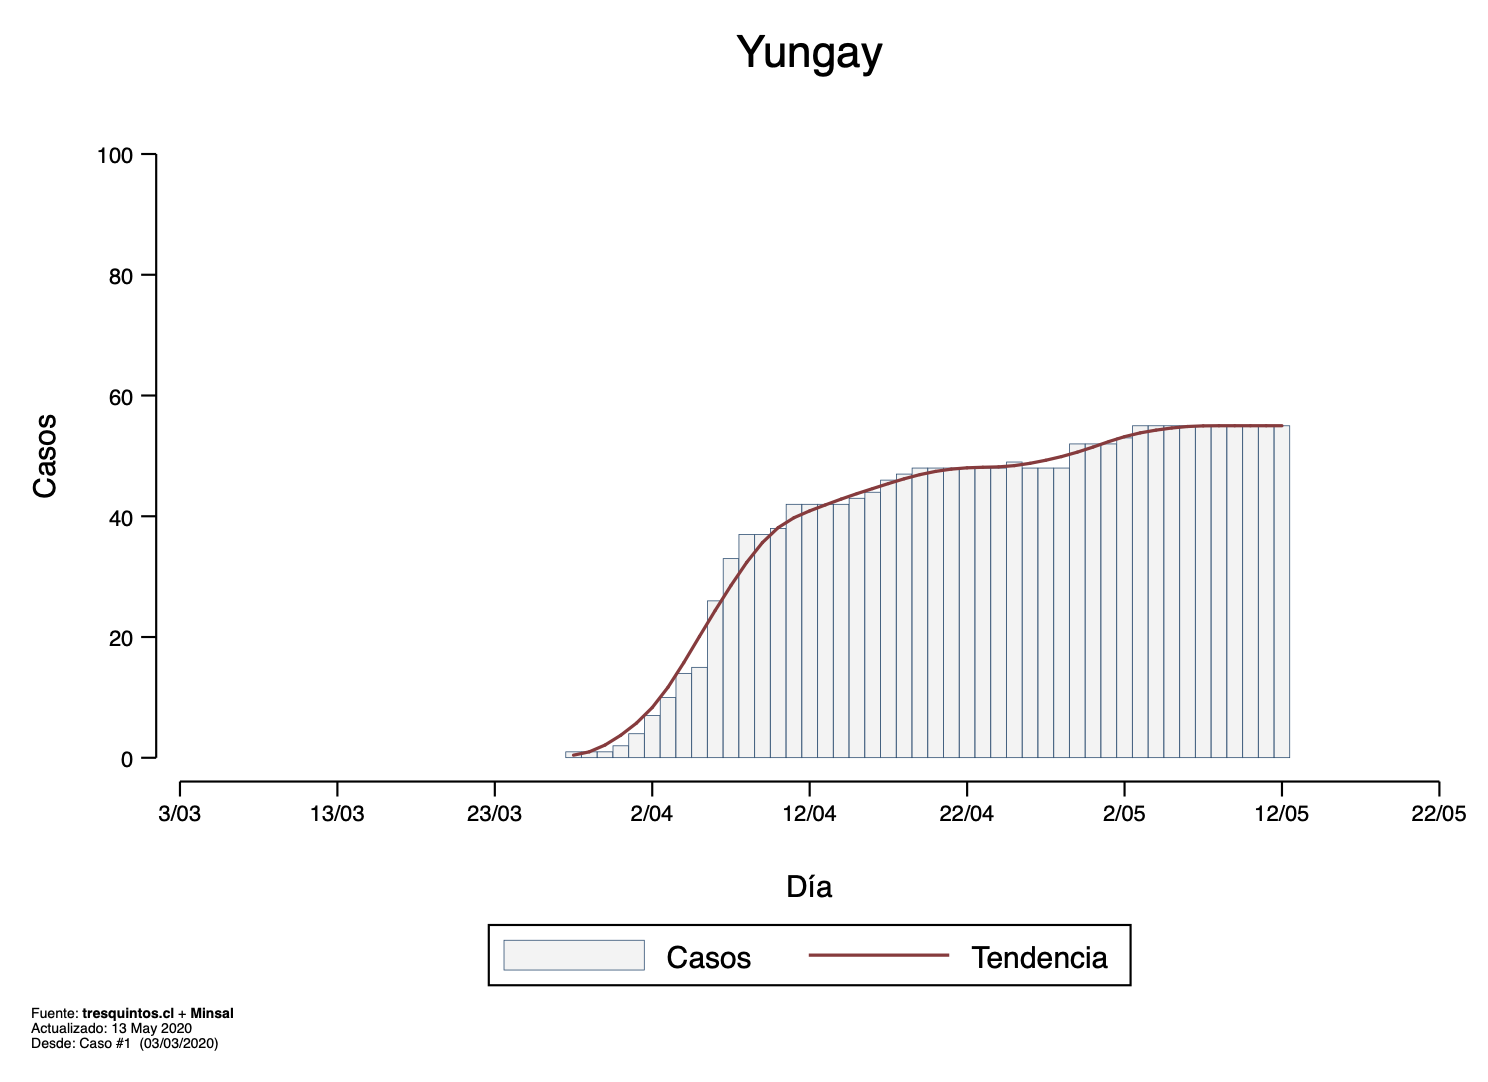 Yungay
100
80
60
40
20
0
Casos
3/03 13/03 23/03 2/04 12/04 22/04 2/05 12/05 22/05
Día
Casos Tendencia
Fuente: tresquintos.cl + Minsal
Actualizado: 13 May 2020
Desde: Caso #1 (03/03/2020)